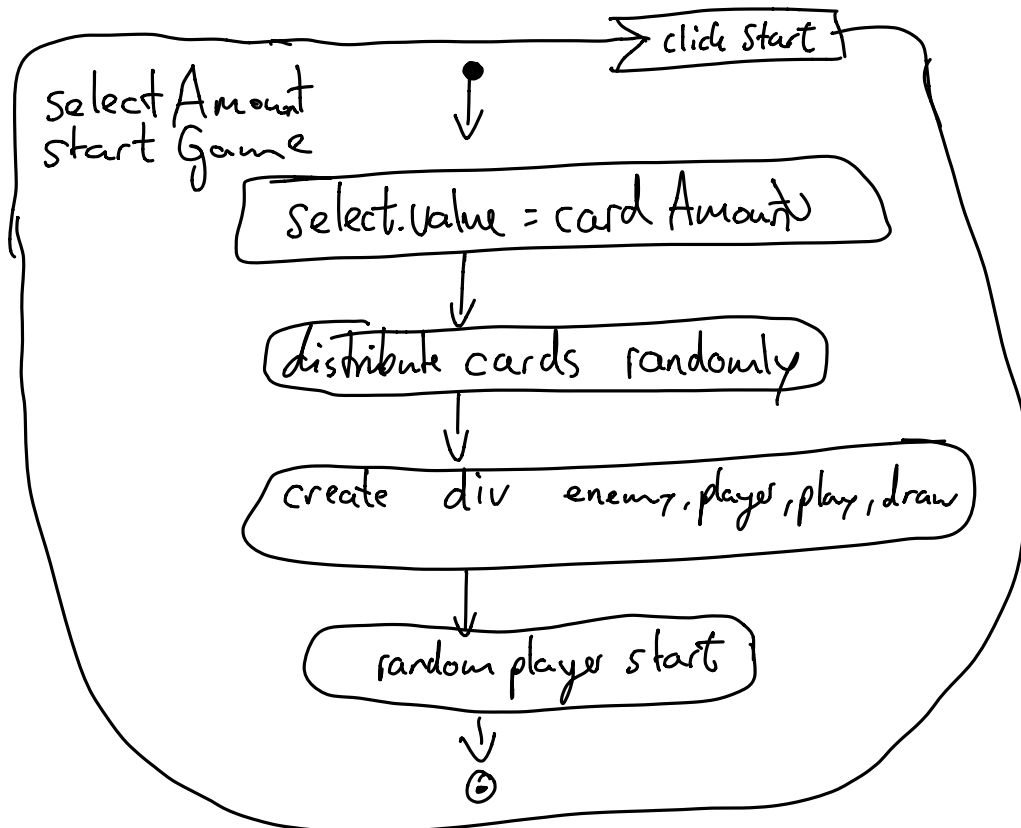 click Start
select Amount
start Game
select.value = card Amount
distribute cards randomly
create div enemy, player, play, draw
random player start